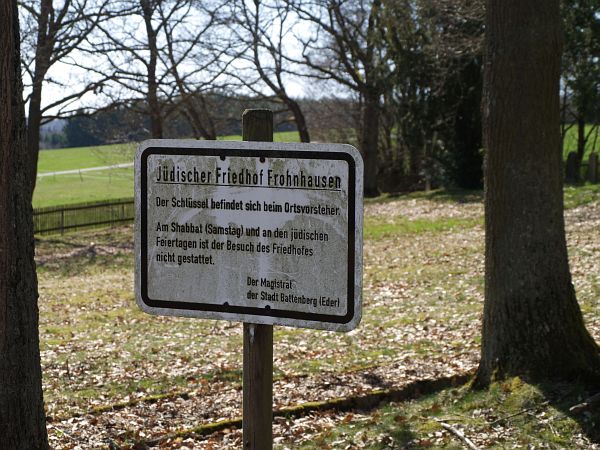 Jüdischer Friedhof Frohnhausen
Der Schlüssel befindet sich beim Ortsvorsteher.
Am Shabbat (Samstag) und an den jüdischen
Feiertagen ist der Besuch des Friedhofes
nicht gestattet.
Der Magistrat
der Stadt Battenberg (Eder)